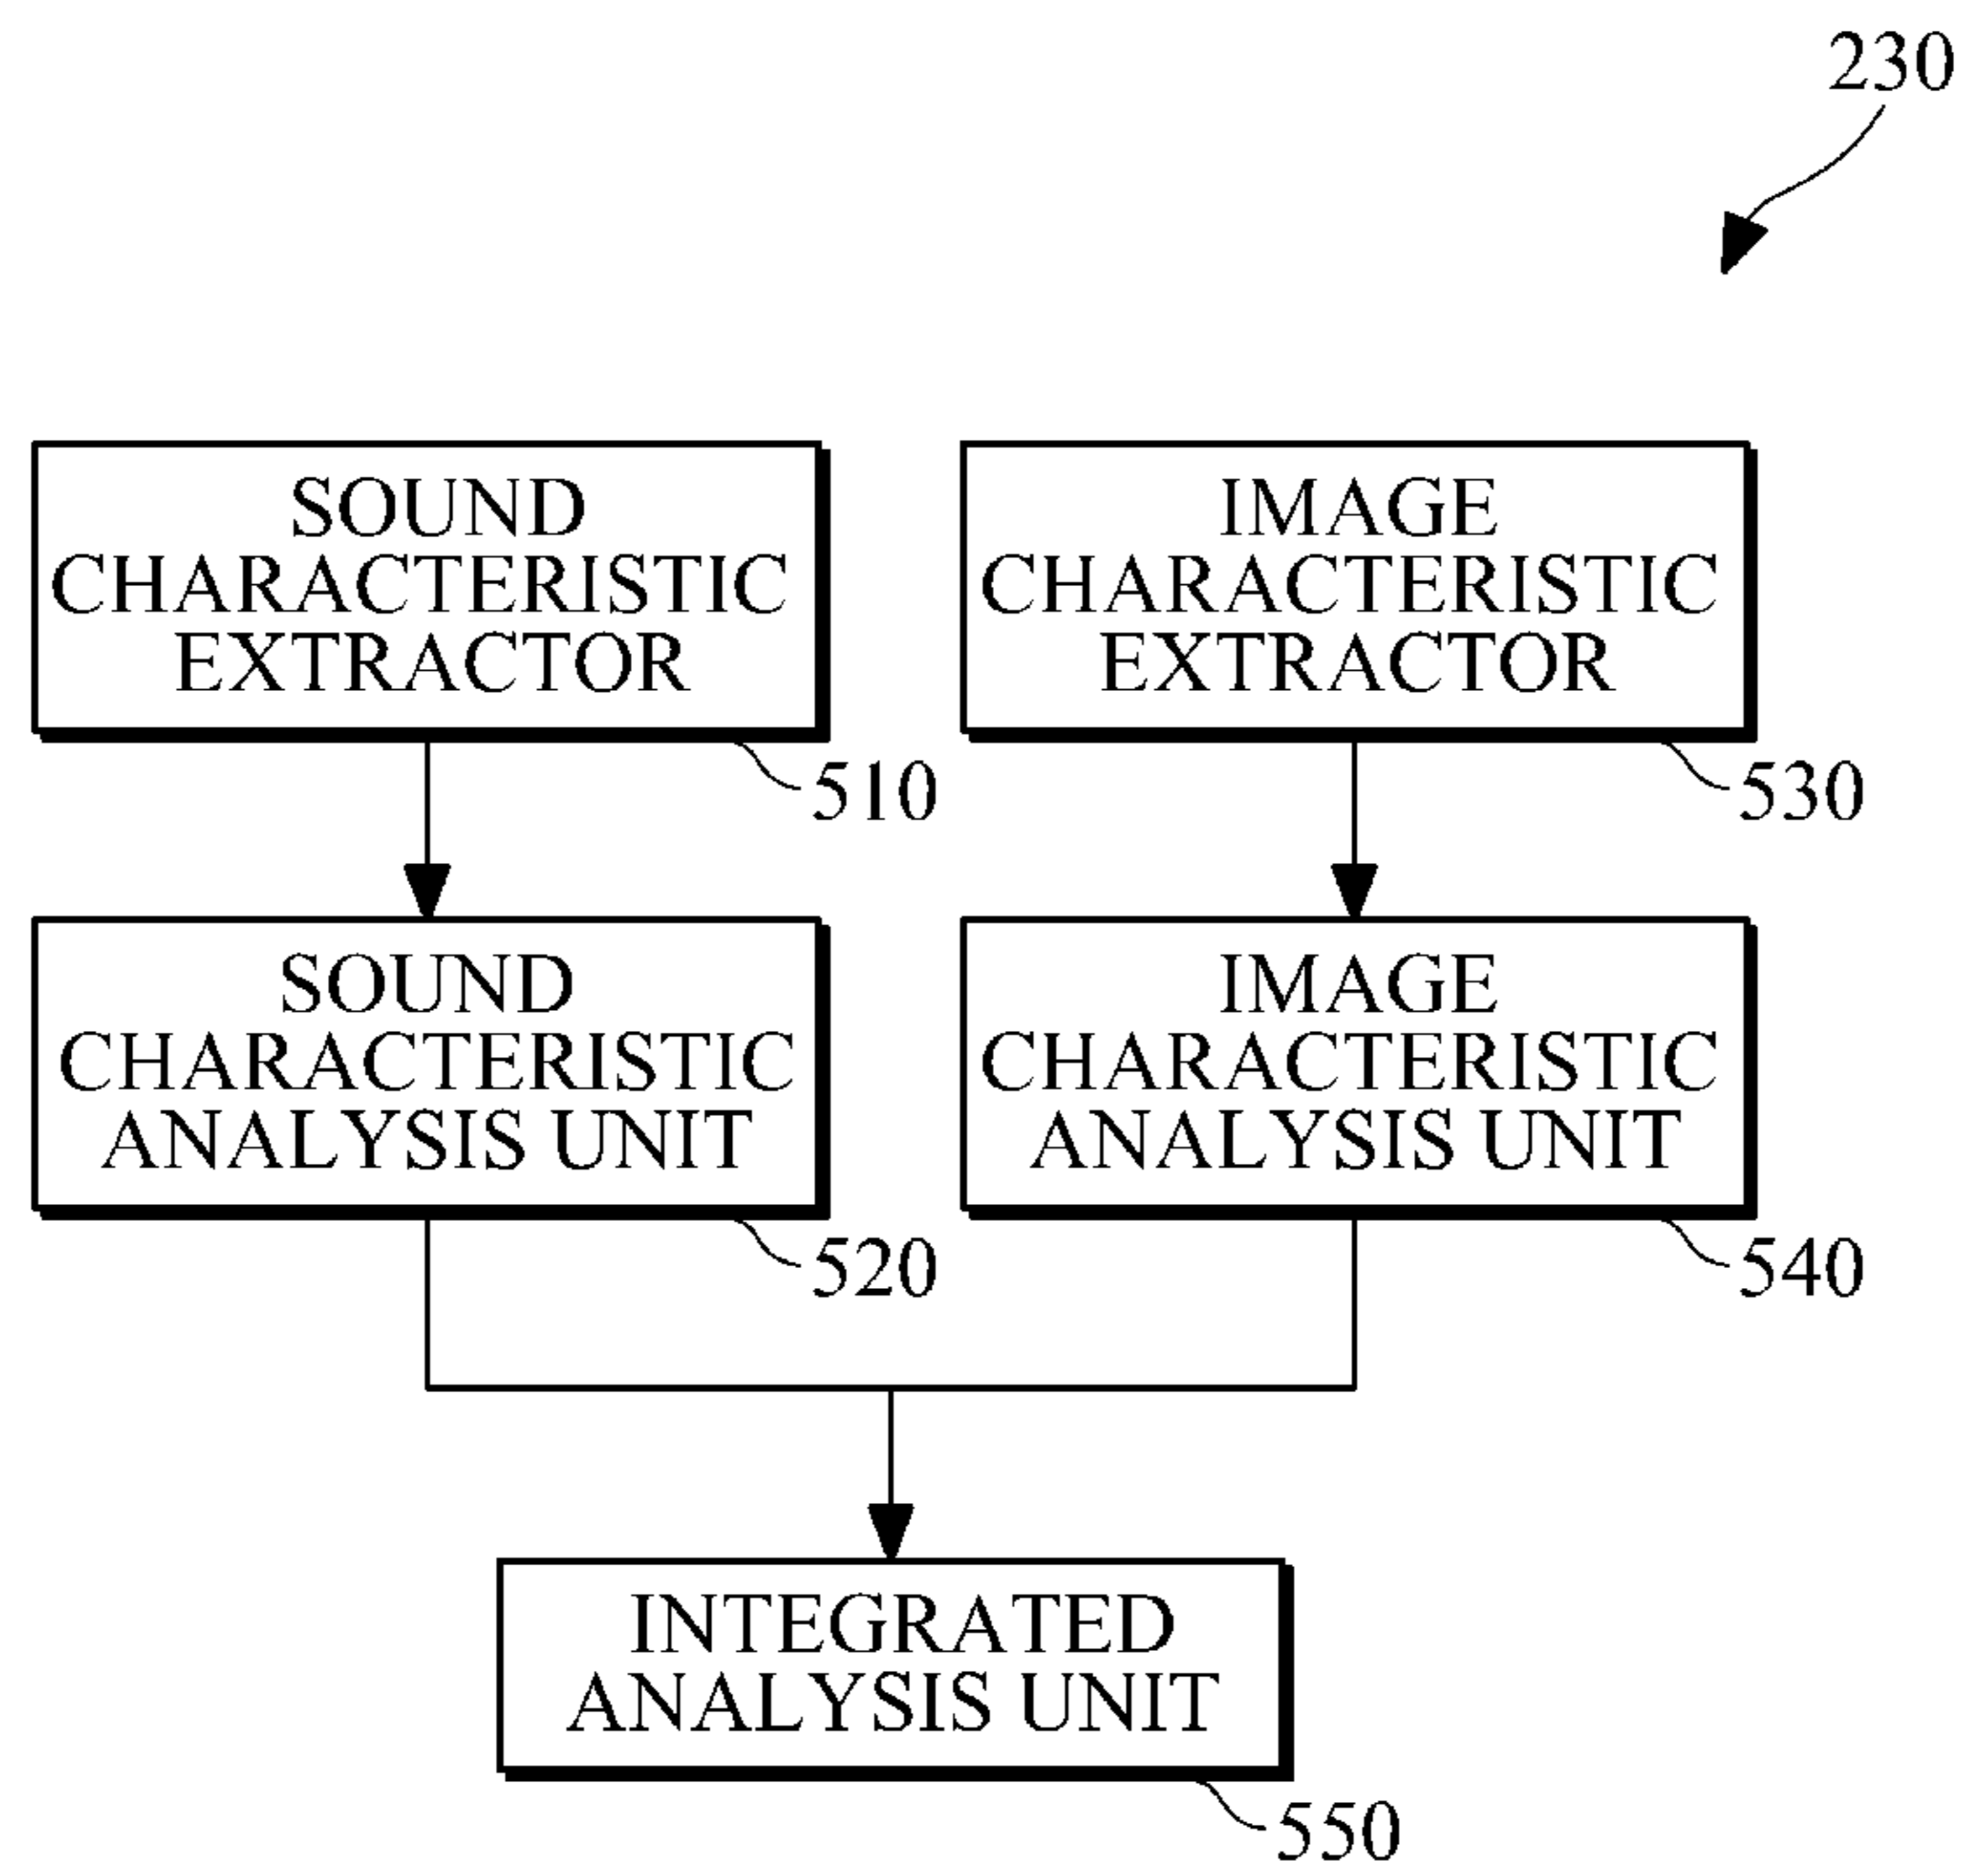 230
SOUND
CHARACTERISTIC
EXTRACTOR
510
IMAGE
CHARACTERISTIC
EXTRACTOR
530
SOUND
CHARACTERISTIC
ANALYSIS UNIT
520
IMAGE
CHARACTERISTIC
ANALYSIS UNIT
540
INTEGRATED
ANALYSIS UNIT
550